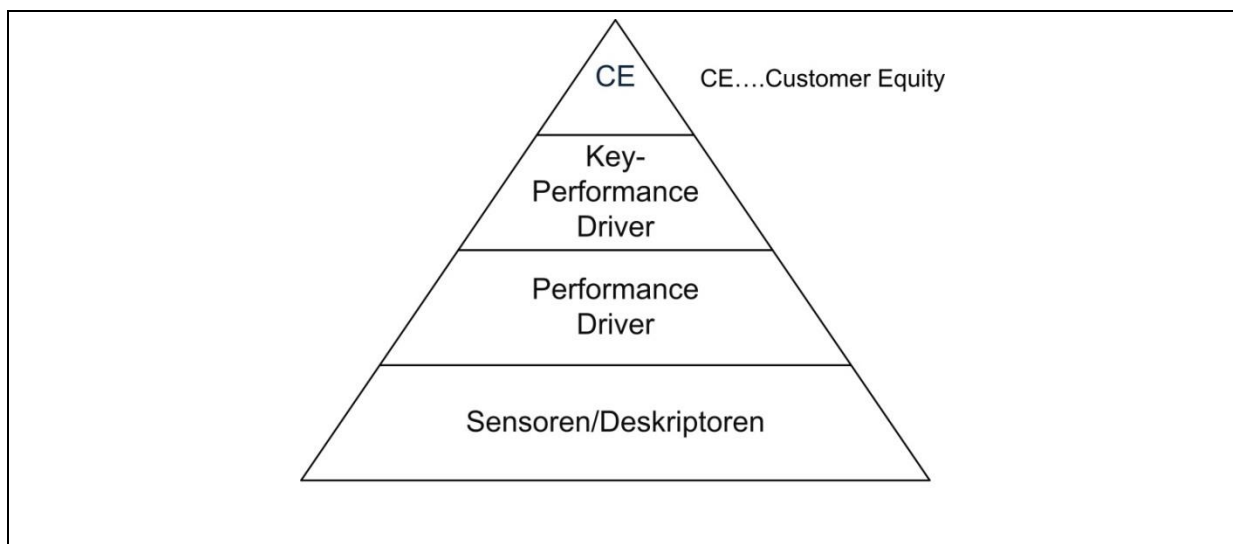 CE
CE….Customer Equity
Key-
Performance
Driver
Performance
Driver
Sensoren/Deskriptoren